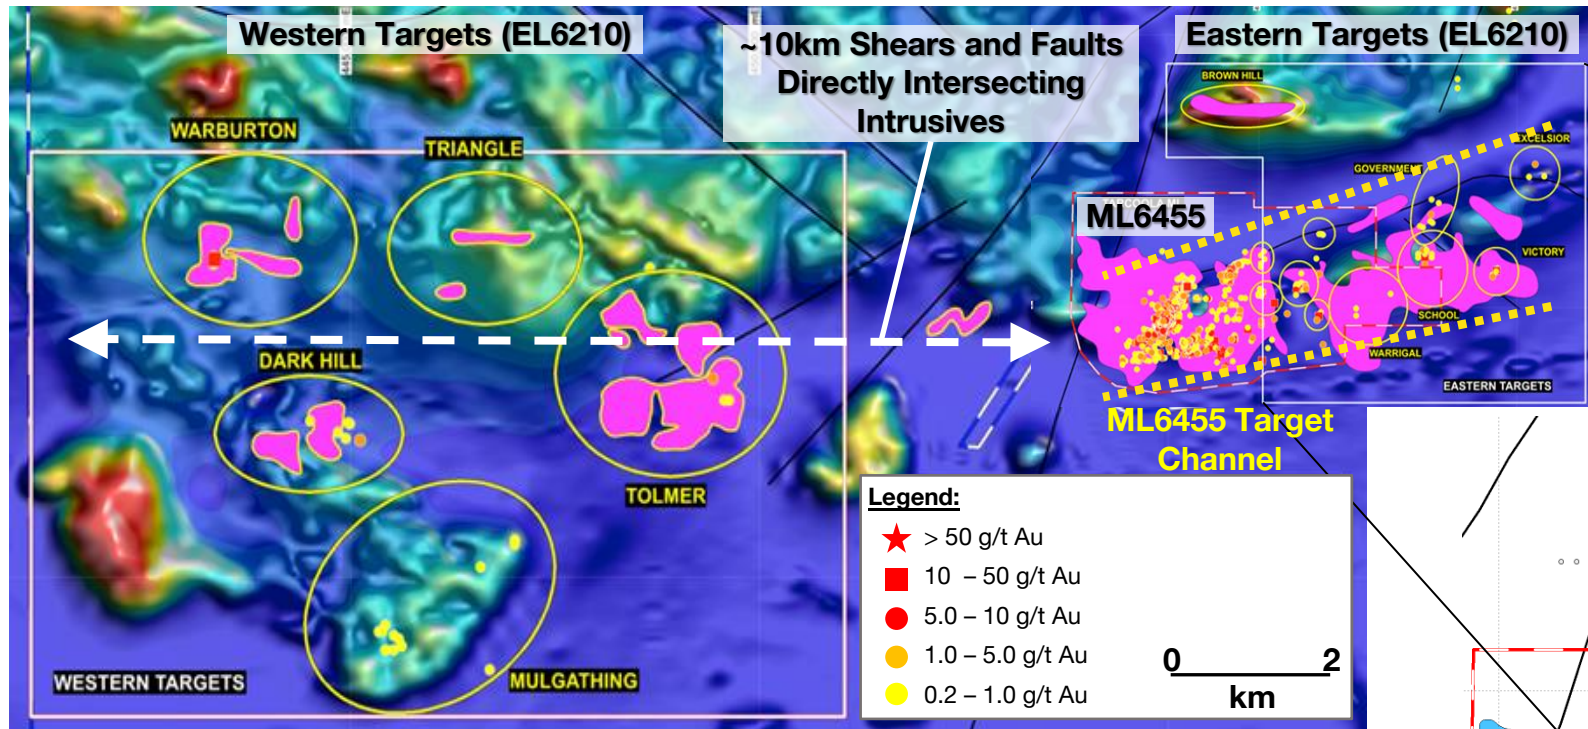 Western Targets (EL6210)
~10km Shears and Faults
Directly Intersecting
Intrusives
Eastern Targets (EL6210)
BROWN HILL
WARBURTON
TRIANGLE
EXCELSIOR
GOVERNMENT
ML6455
VICTORY
SCHOOL
WARRIGAL
EASTERN TARGETS
DARK HILL
TOLMER
ML6455 Target
Channel
MULGATHING
WESTERN TARGETS
Legend:
> 50 g/t Au
10 – 50 g/t Au
5.0 – 10 g/t Au
1.0 – 5.0 g/t Au
0.2 – 1.0 g/t Au
0 2
km